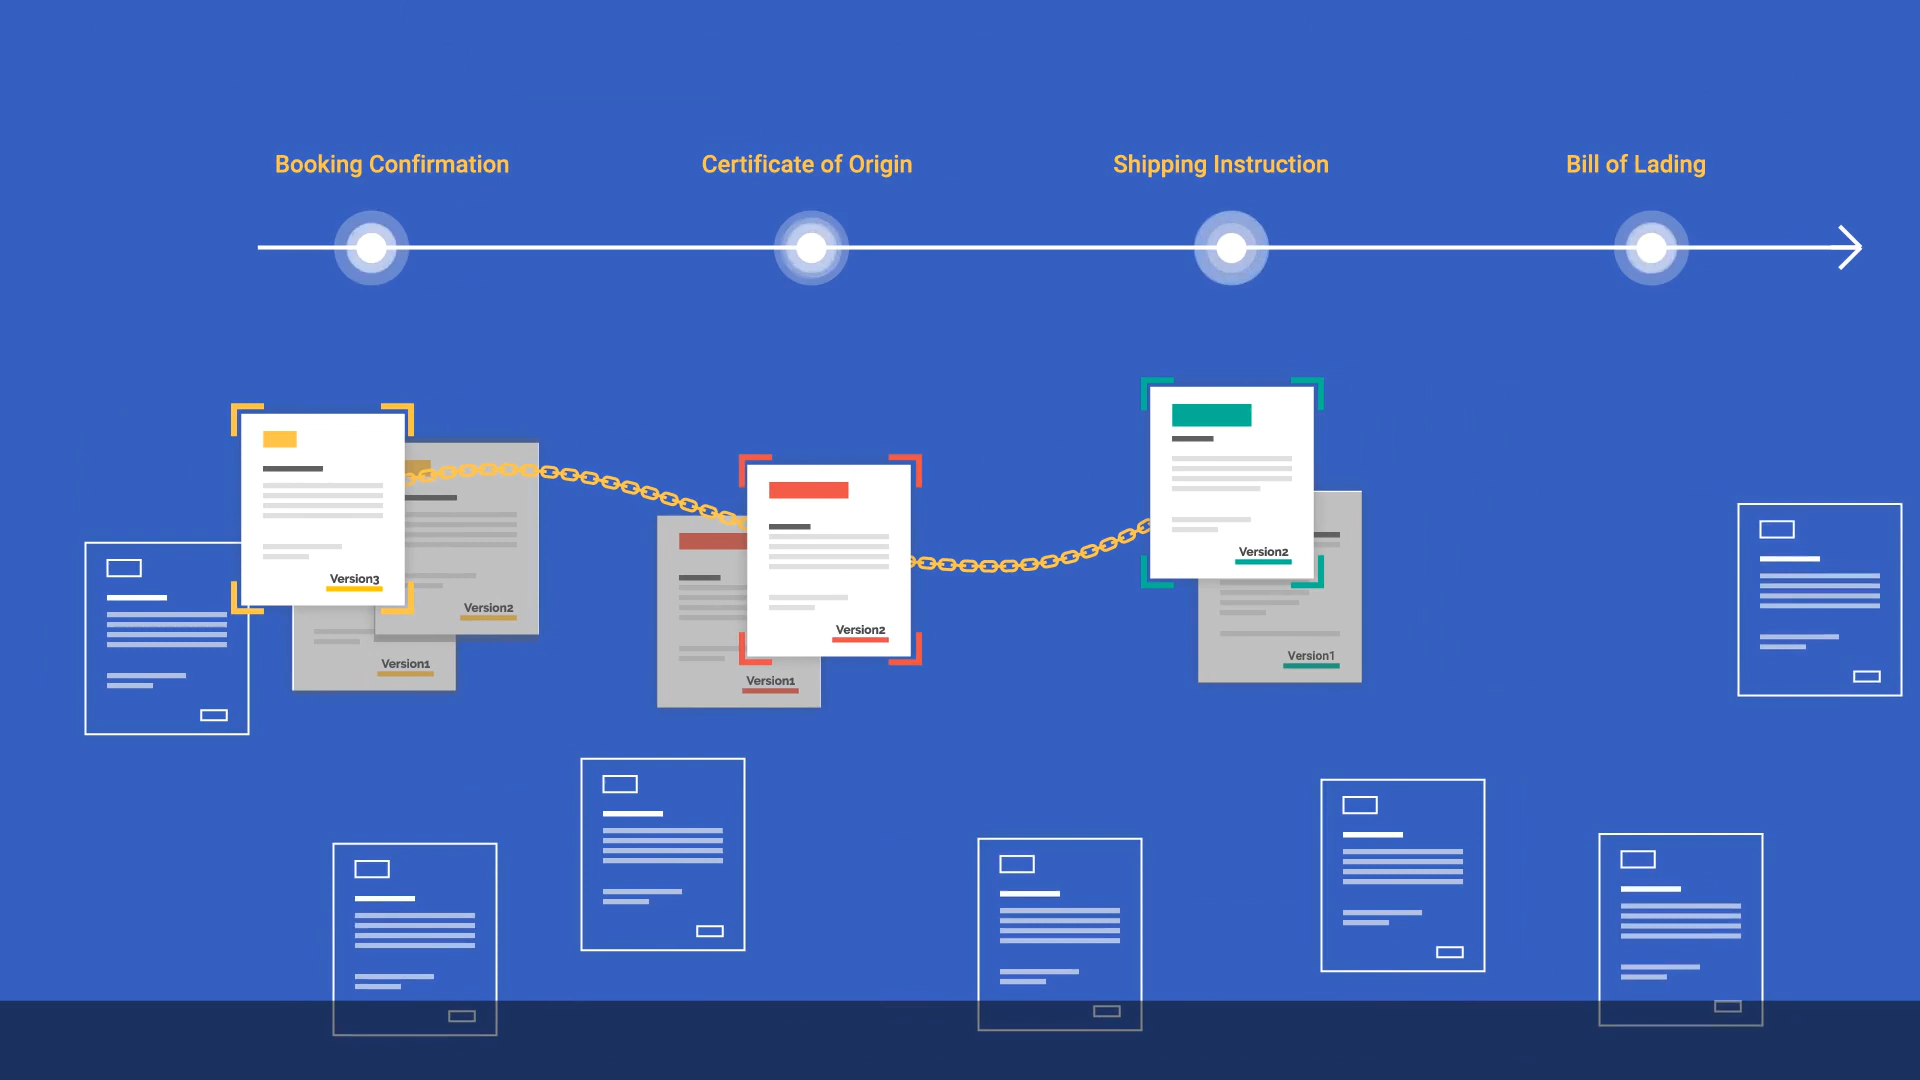 Booking Confirmation
Certificate of Origin
Shipping Instruction
Bill of Lading
Version3
Version2
Version1
Version2
Version1
Version2
Version1